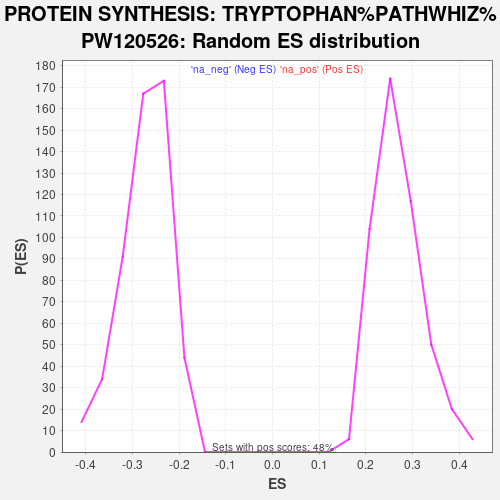 PROTEIN SYNTHESIS: TRYPTOPHAN%PATHWHIZ%
PW120526: Random ES distribution
'na_neg' (Neg ES) 'na_pos' (Pos ES)
180
170
160
150
140
130
120
110
100
90
80
70
60
50
40
30
20
10
0
P(ES)
Sets with pos scores: 48%
-0.4 -0.3 -0.2 -0.1 0.0 0.1 0.2 0.3 0.4
ES